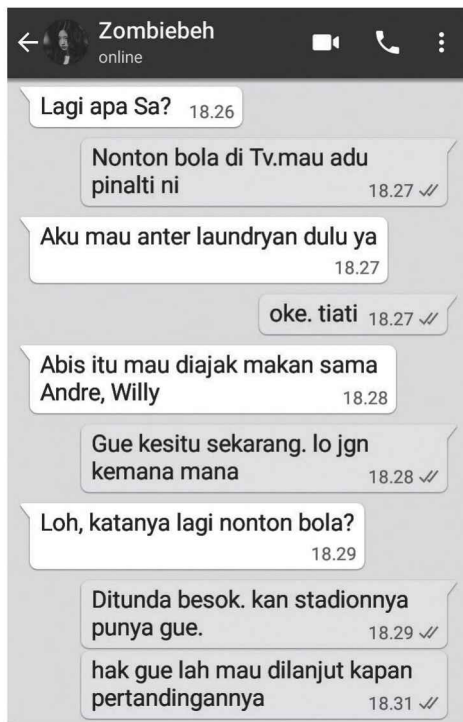 Zombiebeh
online
Lagi apa Sa? 18.26
Nonton bola di Tv.mau adu
pinalti ni 18.27
Aku mau anter laundryan dulu ya
18.27
oke. tiati 18.27
Abis itu mau diajak makan sama
Andre, Willy 18.28
Gue kesitu sekarang. lo jgn
kemana mana 18.28
Loh, katanya lagi nonton bola?
18.29
Ditunda besok. kan stadionnya
punya gue. 18.29
hak gue lah mau dilanjut kapan
pertandingannya 18.31